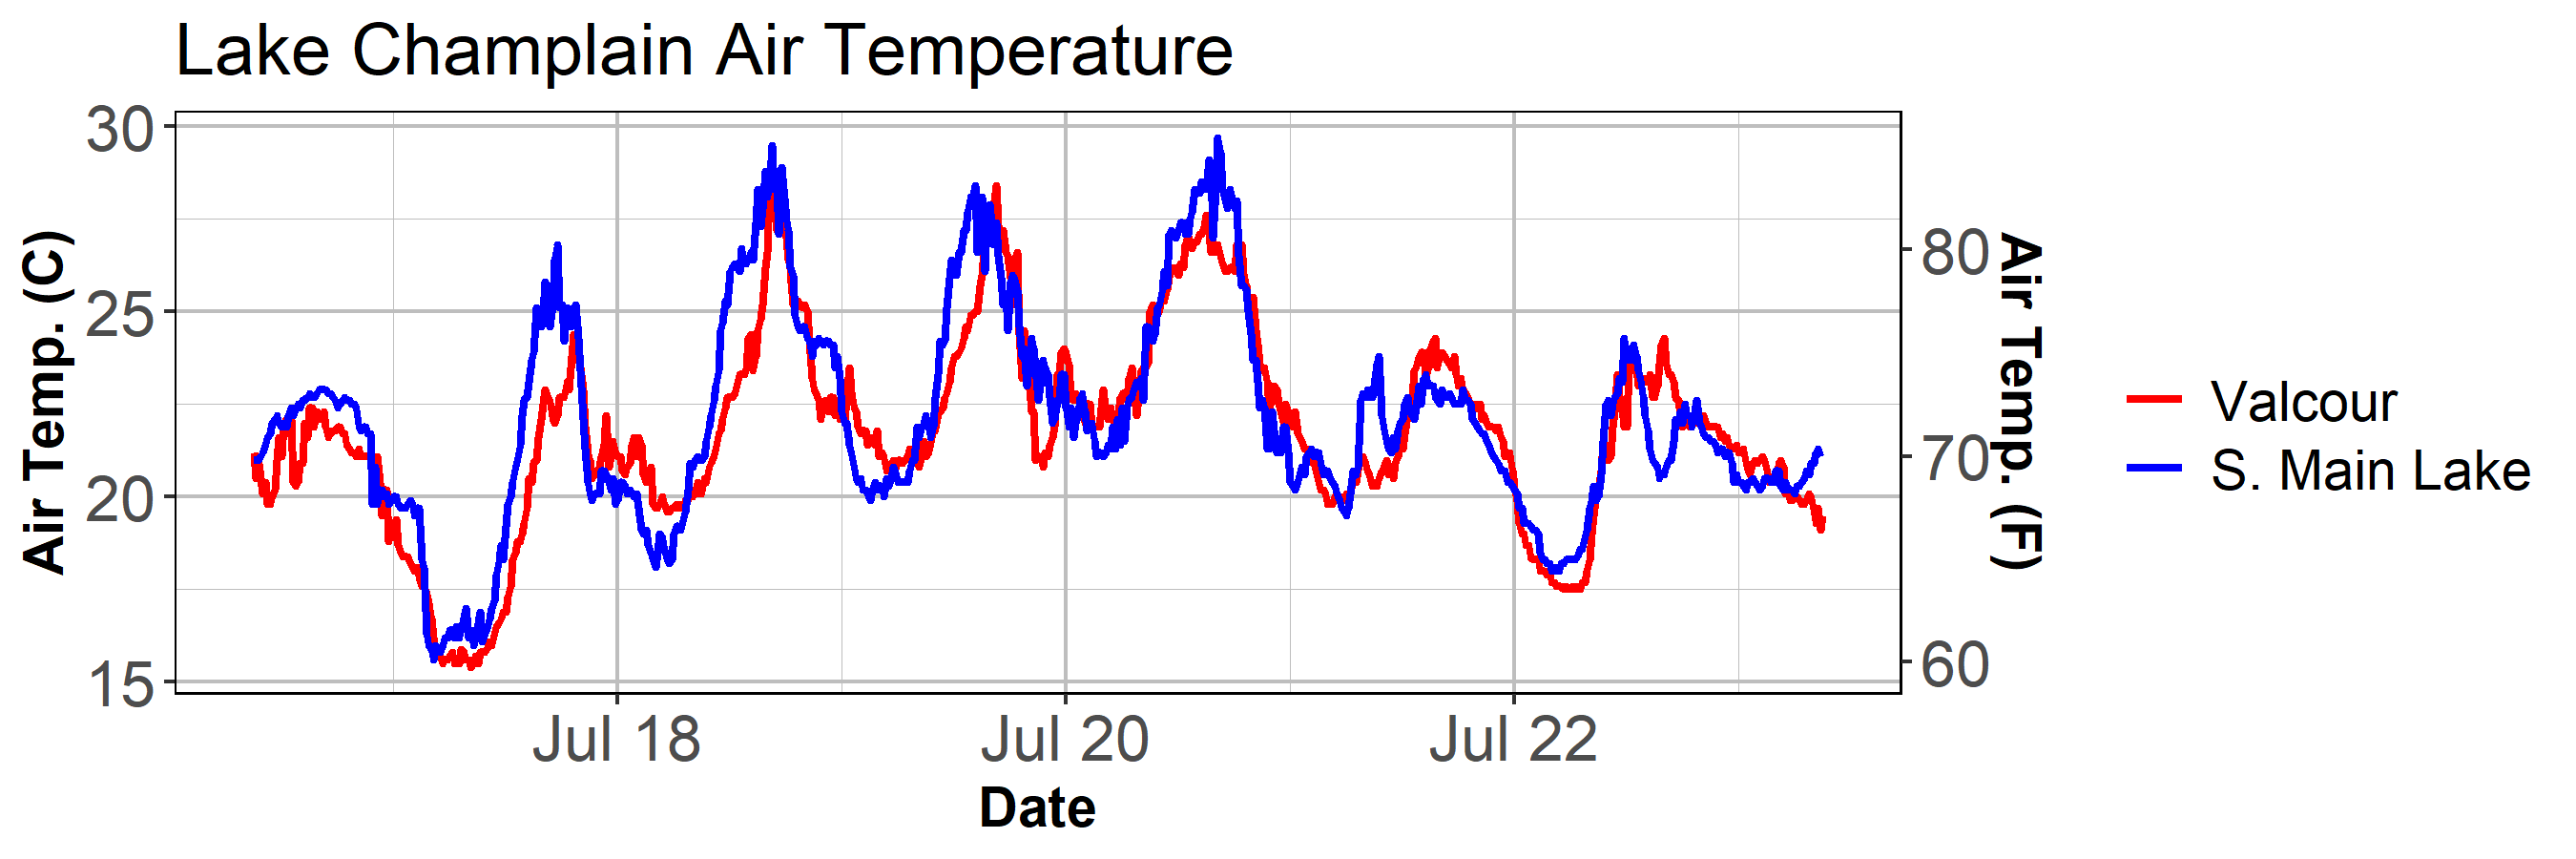 Lake Champlain Air Temperature
30
25
20
15
Air Temp. (C)
80
70
60
Air Temp. (F)
Jul 18
Jul 20
Jul 22
Date
Valcour
S. Main Lake